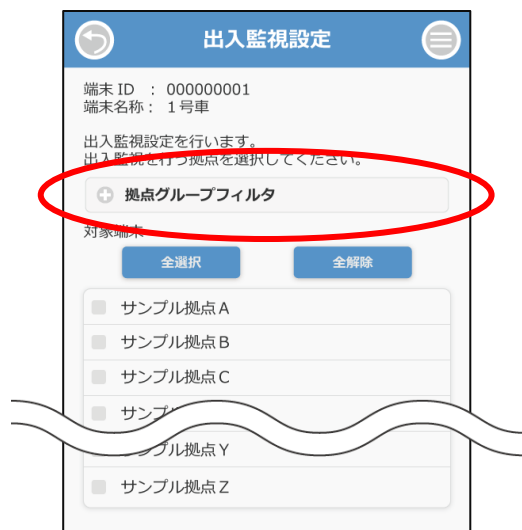 出入監視設定
端末 ID ： 000000001
端末名称： 1号車
出入監視設定を行います。
出入監視を行う拠点を選択してください。
拠点グループフィルタ
対象端末
全選択 全解除
サンプル拠点A
サンプル拠点B
サンプル拠点C
サンプル
サンプル拠点Y
サンプル拠点Z